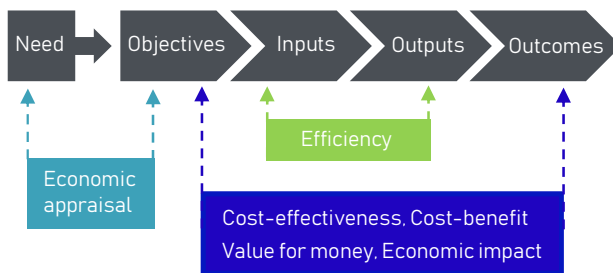 Need
Objectives
Inputs
Outputs
Outcomes
Efficiency
Economic
appraisal
Cost-effectiveness, Cost-benefit
Value for money, Economic impact